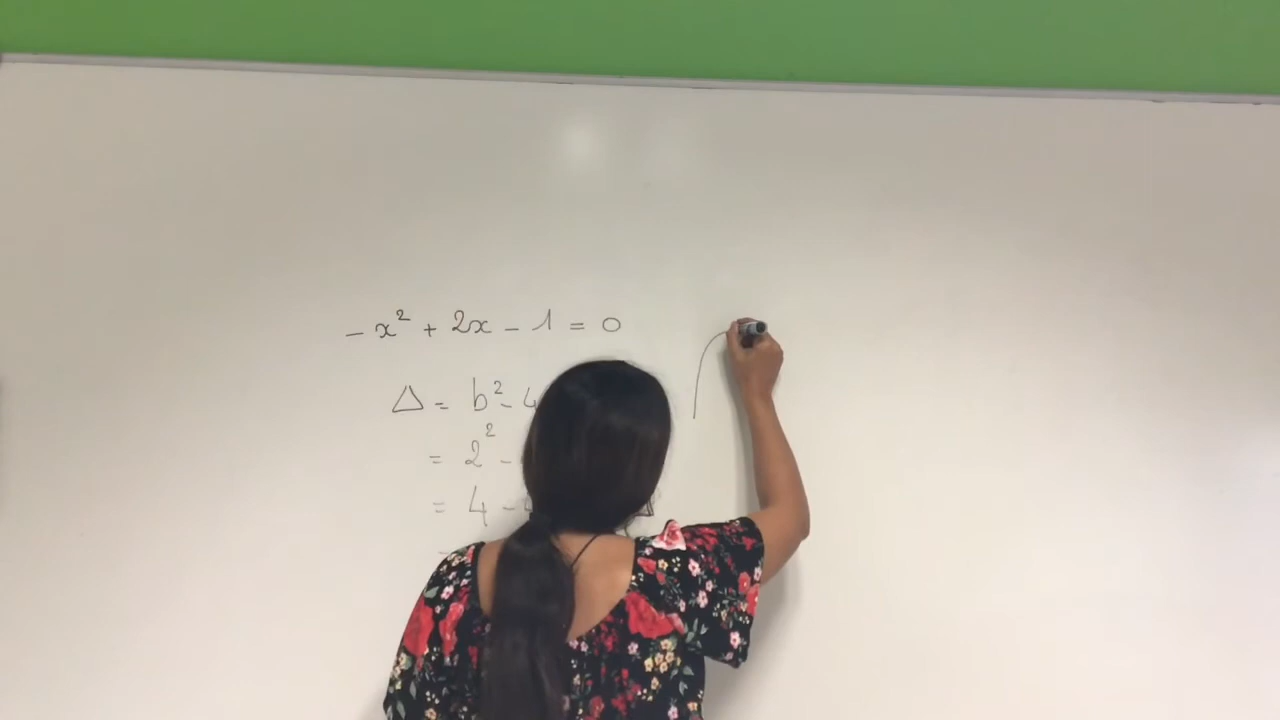 -x² + 2x - 1 = 0
Δ = b² - 4
= 2² -
= 4 -